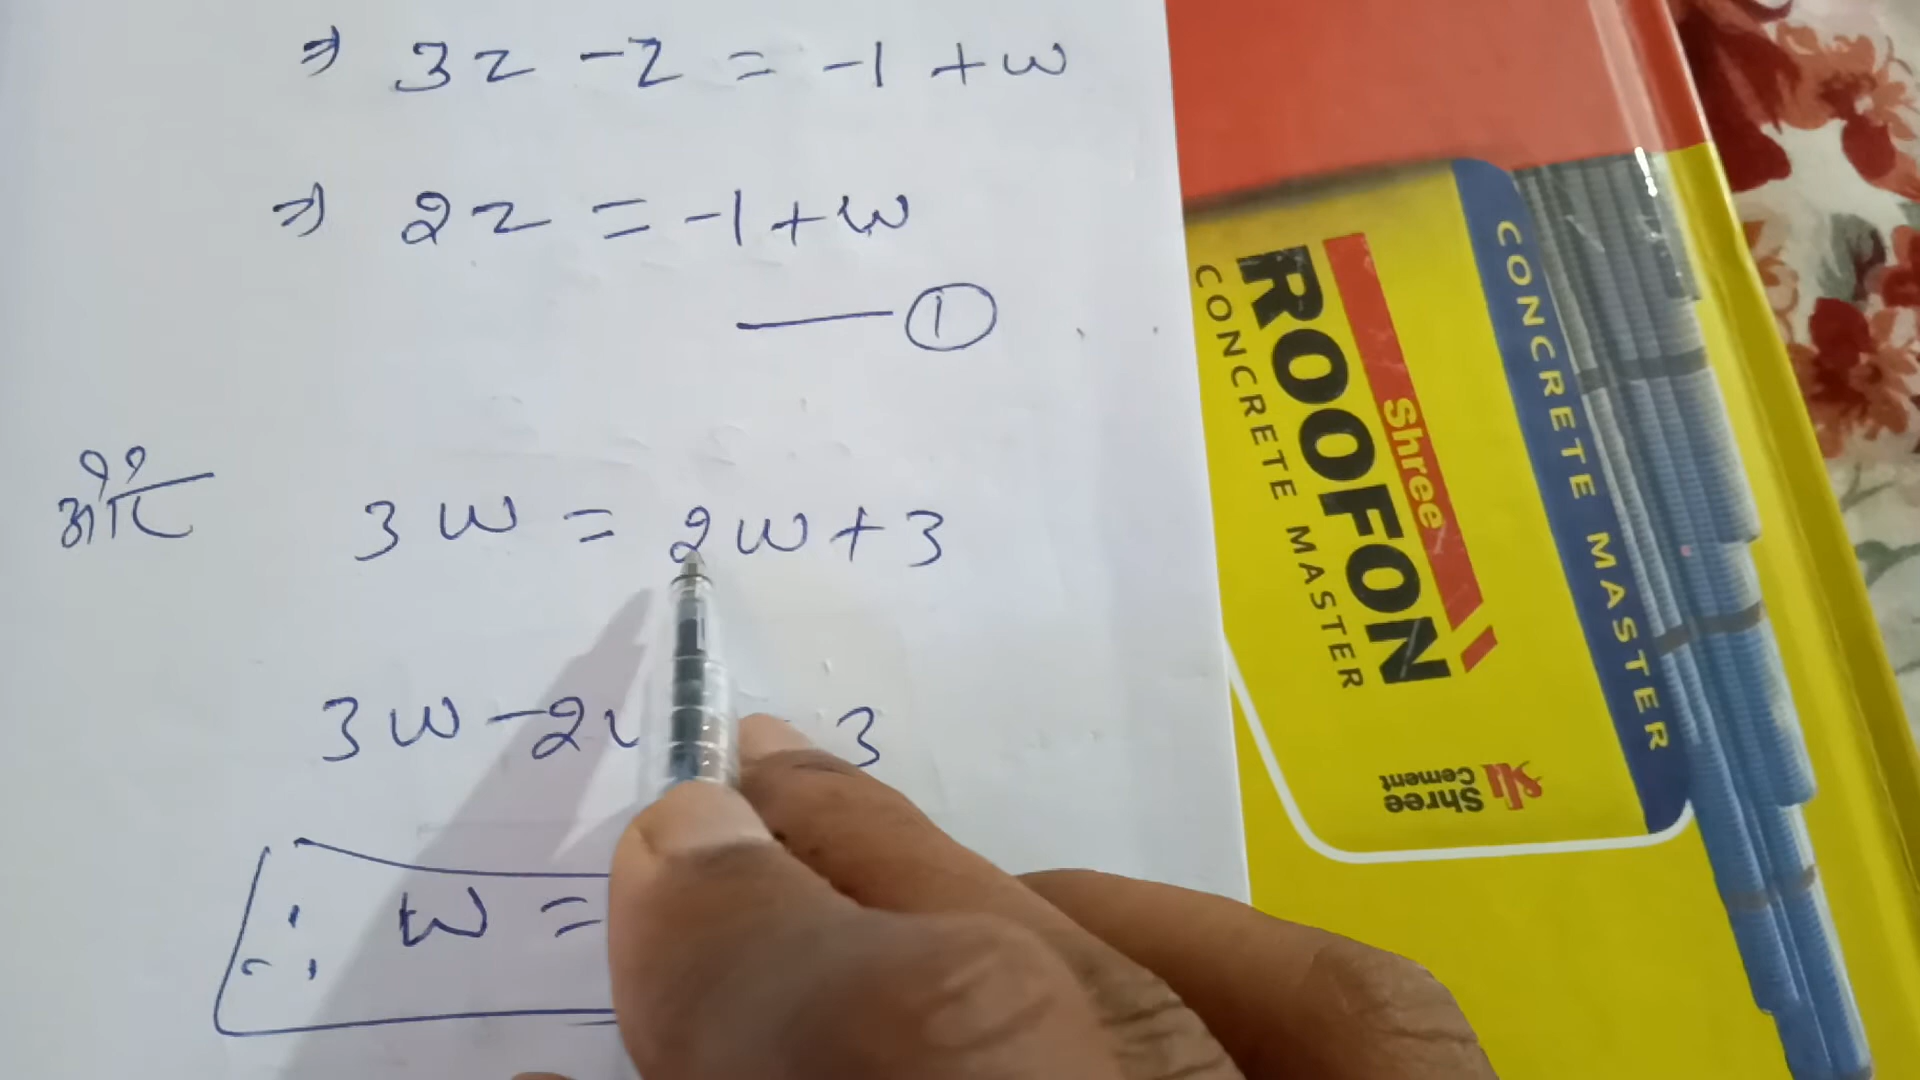 ⇒ 3z - z = -1 + w
⇒ 2z = -1 + w
—— ①
और 3w = 2w + 3
3w - 2 3
∴ w =
Shree
ROOFON
CONCRETE MASTER
CONCRETE MASTER
Shree
Cement